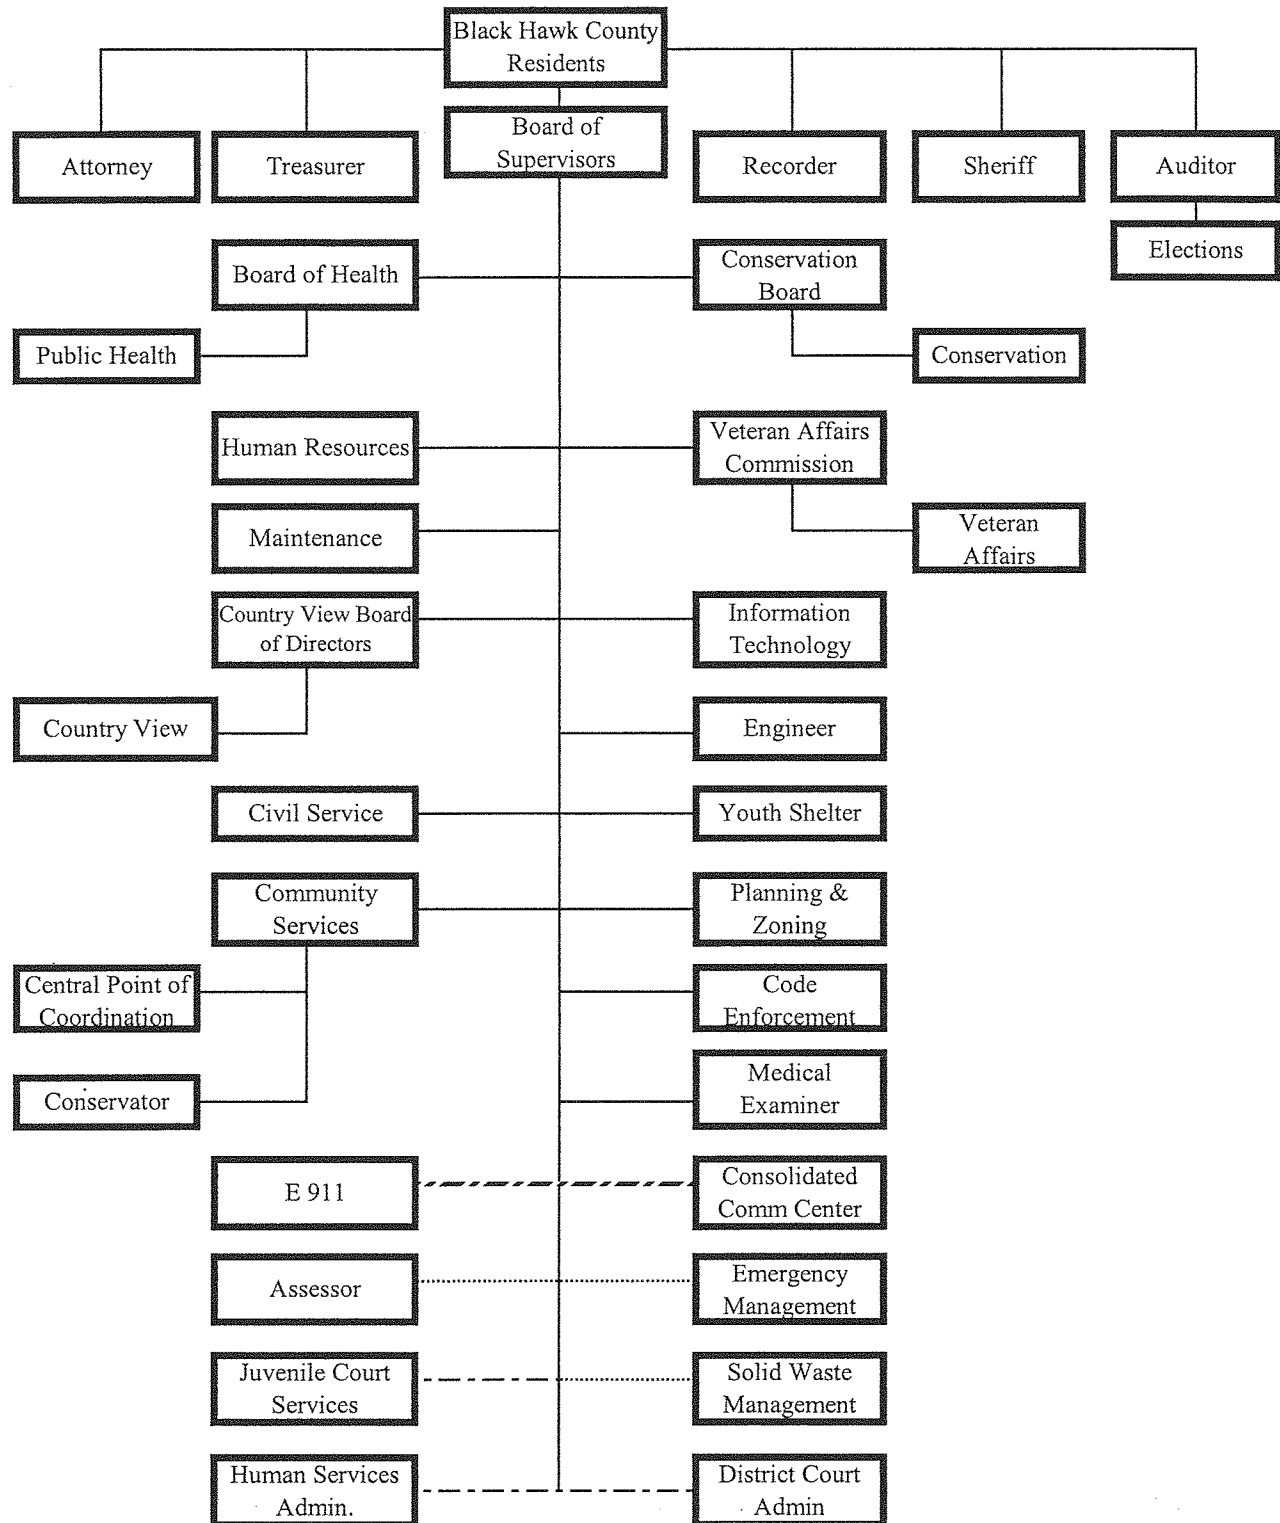 Black Hawk County
Residents
Board of
Supervisors
Attorney
Treasurer
Recorder
Sheriff
Auditor
Elections
Board of Health
Conservation
Board
Public Health
Conservation
Human Resources
Veteran Affairs
Commission
Maintenance
Veteran
Affairs
Country View Board
of Directors
Information
Technology
Country View
Engineer
Civil Service
Youth Shelter
Community
Services
Planning &
Zoning
Central Point of
Coordination
Code
Enforcement
Conservator
Medical
Examiner
E 911
Consolidated
Comm Center
Assessor
Emergency
Management
Juvenile Court
Services
Solid Waste
Management
Human Services
Admin.
District Court
Admin